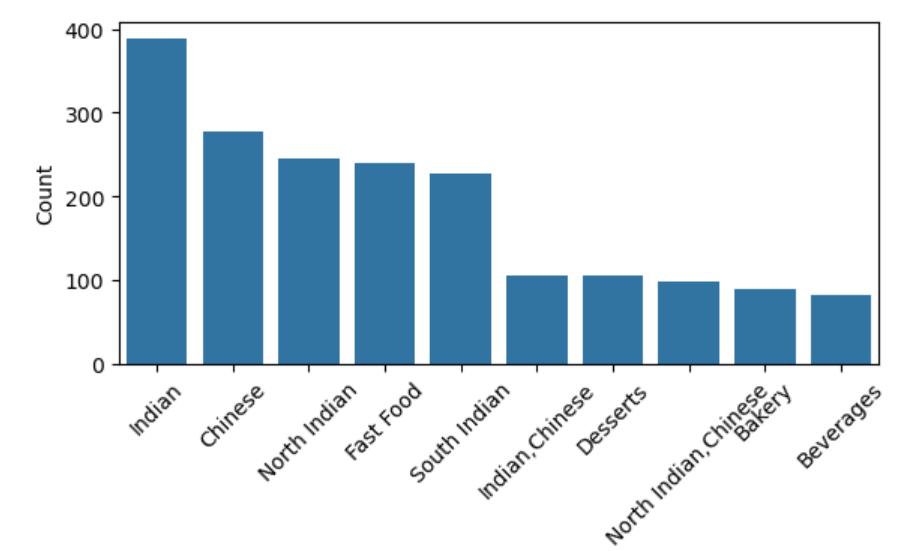 400
300
200
100
0
Count
Indian
Chinese
North Indian
Fast Food
South Indian
Indian,Chinese
Desserts
North Indian,Chinese
Bakery
Beverages